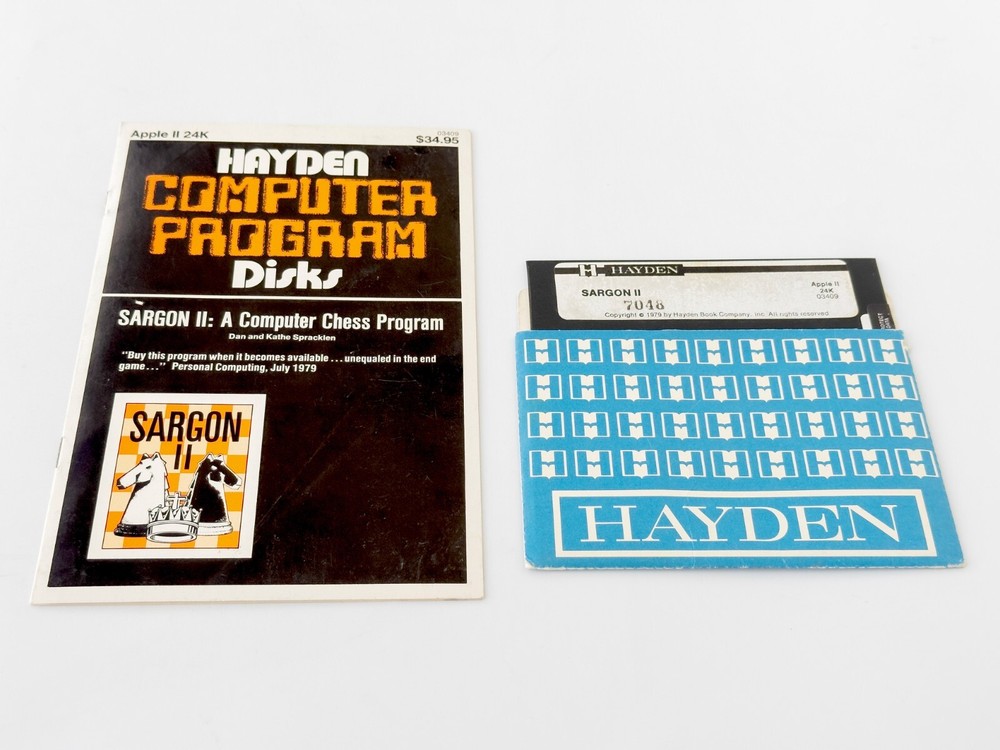 Apple II 24K
03409
$34.95
HAYDEN
COMPUTER
PROGRAM
Disks
SARGON II: A Computer Chess Program
Dan and Kathe Spracklen
"Buy this program when it becomes available...unequaled in the end
game..." Personal Computing, July 1979
SARGON
II
HAYDEN
SARGON II
7048
Apple II
24K
03409
Copyright © 1979 by Hayden Book Company, Inc. All rights reserved
HAYDEN